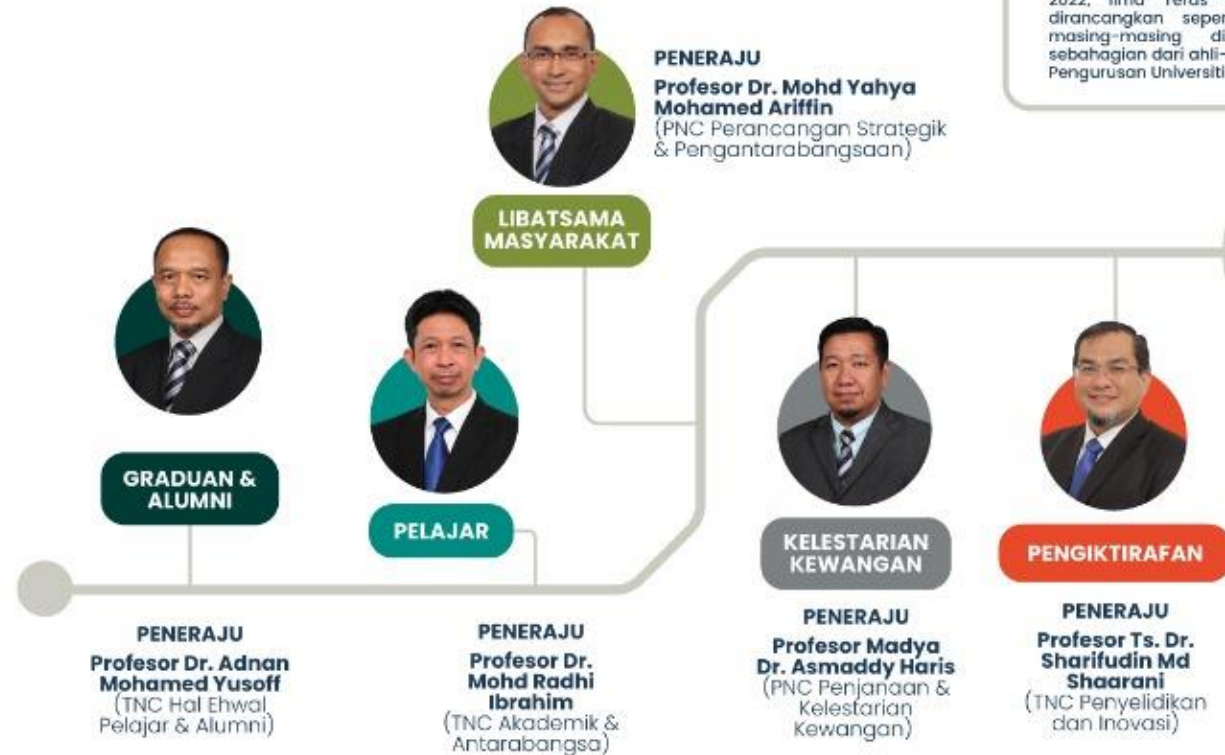 2022, lima Teras
dirancangkan
masing-masing
sebahagian dari ahli-
Pengurusan Universiti
PENERAJU
Profesor Dr. Mohd Yahya
Mohamed Ariffin
(PNC Perancangan Strategik
& Pengantarabangsaan)
LIBATSAMA
MASYARAKAT
GRADUAN &
ALUMNI
PELAJAR
KELESTARIAN
KEWANGAN
PENGIKTIRAFAN
PENERAJU
Profesor Dr. Adnan
Mohamed Yusoff
(TNC Hal Ehwal
Pelajar & Alumni)
PENERAJU
Profesor Dr.
Mohd Radhi
Ibrahim
(TNC Akademik &
Antarabangsa)
PENERAJU
Profesor Madya
Dr. Asmaddy Haris
(PNC Penjanaan &
Kelestarian
Kewangan)
PENERAJU
Profesor Ts. Dr.
Sharifudin Md
Shaarani
(TNC Penyelidikan
dan Inovasi)